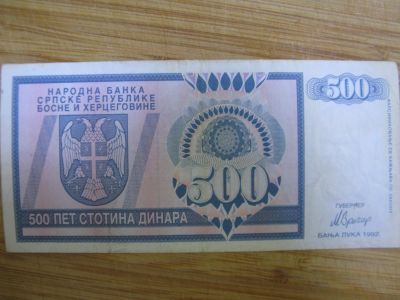 НАРОДНА БАНКА
СРПСКЕ РЕПУБЛИКЕ
БОСНЕ И ХЕРЦЕГОВИНЕ
500
500
500 ПЕТ СТОТИНА ДИНАРА
ГУВЕРНЕР
БАЊА ЛУКА 1992.